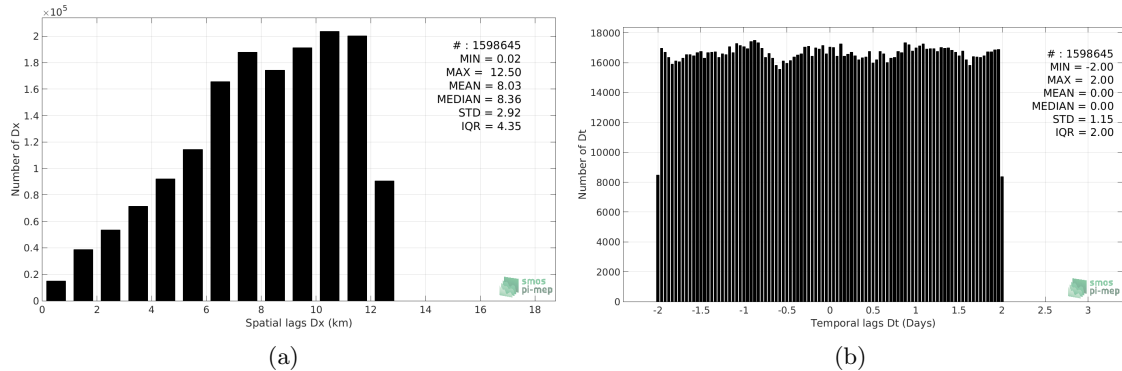 ×10^5
2
1.8
1.6
1.4
1.2
1
0.8
0.6
0.4
0.2
0
Number of Dx
0 2 4 6 8 10 12 14 16 18
Spatial lags Dx (km)
# : 1598645
MIN = 0.02
MAX = 12.50
MEAN = 8.03
MEDIAN = 8.36
STD = 2.92
IQR = 4.35
smos
pi-mep
(a)
18000
16000
14000
12000
10000
8000
6000
4000
2000
0
Number of Dt
-2 -1.5 -1 -0.5 0 0.5 1 1.5 2 2.5 3
Temporal lags Dt (Days)
# : 1598645
MIN = -2.00
MAX = 2.00
MEAN = 0.00
MEDIAN = 0.00
STD = 1.15
IQR = 2.00
smos
pi-mep
(b)